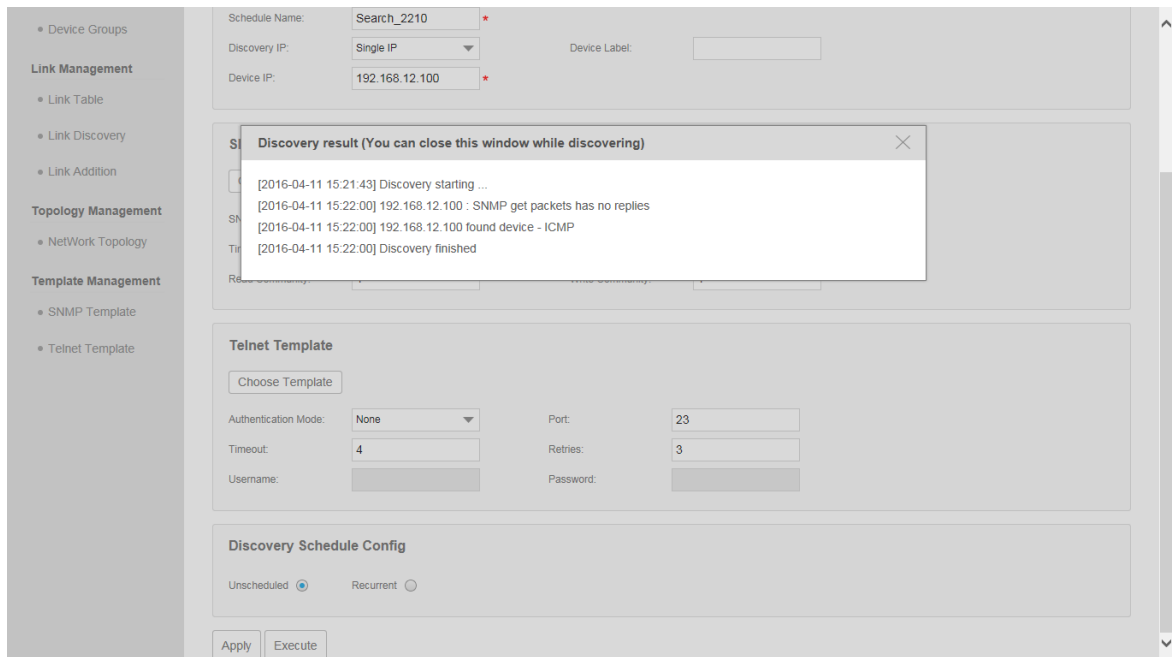 Device Groups
Link Management
Link Table
Link Discovery
Link Addition
Topology Management
NetWork Topology
Template Management
SNMP Template
Telnet Template
Schedule Name: Search_2210 *
Discovery IP: Single IP Device Label:
Device IP: 192.168.12.100 *
Discovery result (You can close this window while discovering)
[2016-04-11 15:21:43] Discovery starting ...
[2016-04-11 15:22:00] 192.168.12.100 : SNMP get packets has no replies
[2016-04-11 15:22:00] 192.168.12.100 found device - ICMP
[2016-04-11 15:22:00] Discovery finished
Telnet Template
Choose Template
Authentication Mode: None Port: 23
Timeout: 4 Retries: 3
Username: Password:
Discovery Schedule Config
Unscheduled Recurrent
Apply Execute